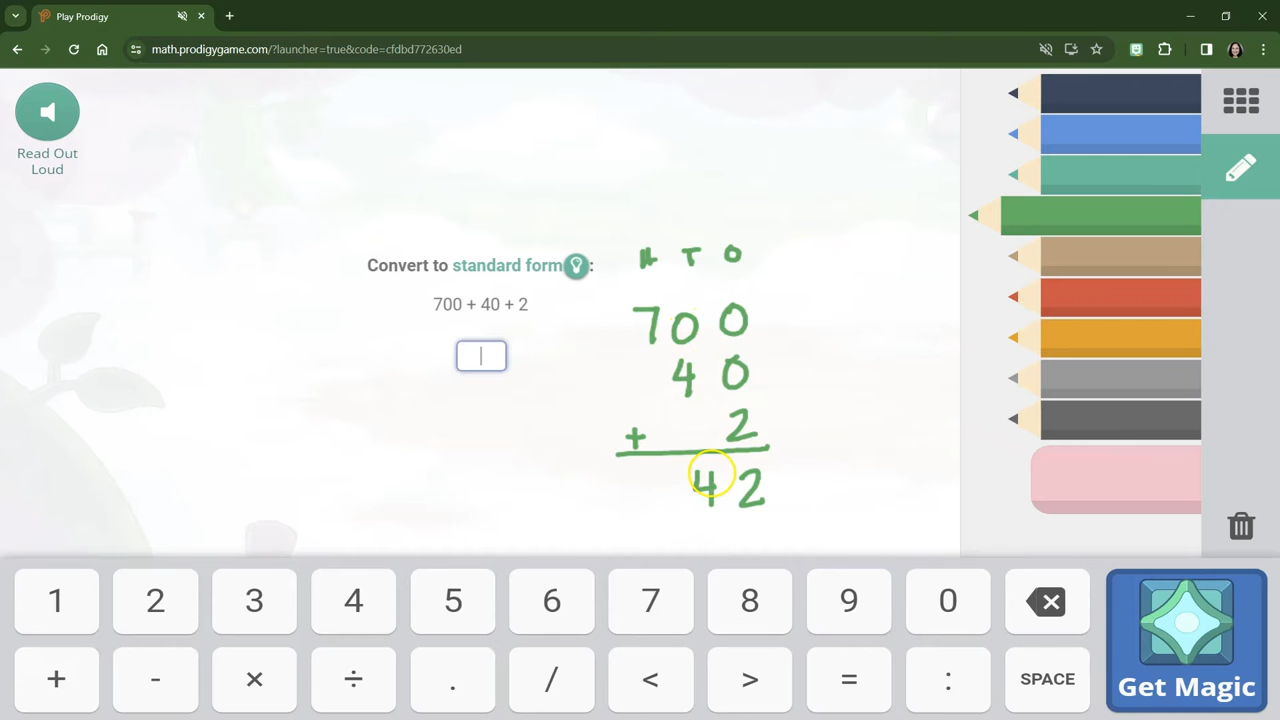 Play Prodigy
math.prodigygame.com/?launcher=true&code=cfdbd772630ed
Read Out
Loud
Convert to standard form:
700 + 40 + 2
H T O
700
40
+ 2
42
1 2 3 4 5 6 7 8 9 0
+ - × ÷ . / < > = : SPACE
Get Magic